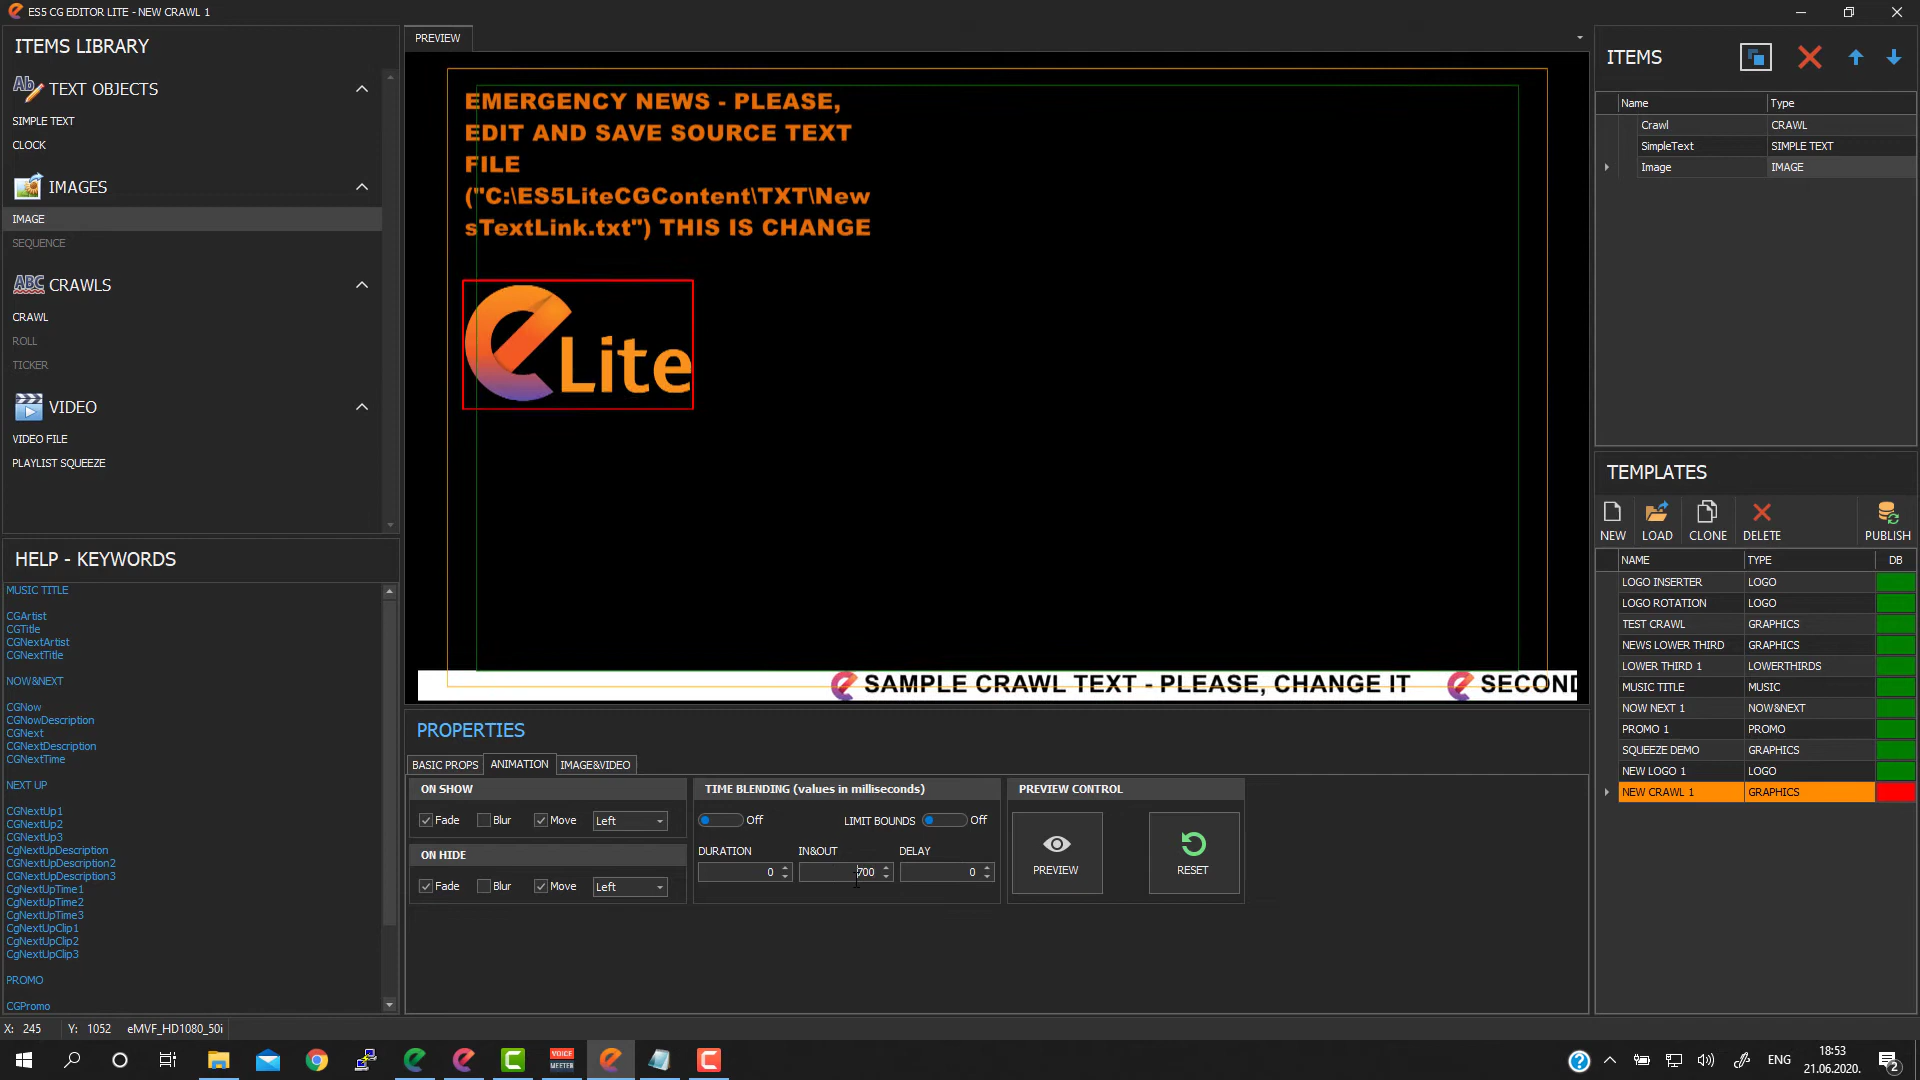 ES5 CG EDITOR LITE - NEW CRAWL 1
ITEMS LIBRARY
Ab
TEXT OBJECTS
SIMPLE TEXT
CLOCK
IMAGES
IMAGE
SEQUENCE
ABC
CRAWLS
CRAWL
ROLL
TICKER
VIDEO
VIDEO FILE
PLAYLIST SQUEEZE
HELP - KEYWORDS
MUSIC TITLE
CGArtist
CGTitle
CGNextArtist
CGNextTitle
NOW&NEXT
CGNow
CGNowDescription
CGNext
CGNextDescription
CGNextTime
NEXT UP
CGNextUp1
CGNextUp2
CGNextUp3
CgNextUpDescription
CgNextUpDescription2
CgNextUpDescription3
CgNextUpTime1
CgNextUpTime2
CgNextUpTime3
CgNextUpClip1
CgNextUpClip2
CgNextUpClip3
PROMO
CGPromo
PREVIEW
EMERGENCY NEWS - PLEASE,
EDIT AND SAVE SOURCE TEXT
FILE
("C:\ES5LiteCGContent\TXT\New
sTextLink.txt") THIS IS CHANGE
e Lite
SAMPLE CRAWL TEXT - PLEASE, CHANGE IT SECOND
PROPERTIES
BASIC PROPS ANIMATION IMAGE&VIDEO
ON SHOW
Fade Blur Move Left
ON HIDE
Fade Blur Move Left
TIME BLENDING (values in milliseconds)
Off LIMIT BOUNDS Off
DURATION IN&OUT DELAY
0 700 0
PREVIEW CONTROL
PREVIEW RESET
ITEMS
Name Type
Crawl CRAWL
SimpleText SIMPLE TEXT
Image IMAGE
TEMPLATES
NEW LOAD CLONE DELETE PUBLISH
NAME TYPE DB
LOGO INSERTER LOGO
LOGO ROTATION LOGO
TEST CRAWL GRAPHICS
NEWS LOWER THIRD GRAPHICS
LOWER THIRD 1 LOWERTHIRDS
MUSIC TITLE MUSIC
NOW NEXT 1 NOW&NEXT
PROMO 1 PROMO
SQUEEZE DEMO GRAPHICS
NEW LOGO 1 LOGO
NEW CRAWL 1 GRAPHICS
X: 245 Y: 1052 eMVF_HD1080_50i
VOICE
MEETER
ENG
18:53
21.06.2020.
2